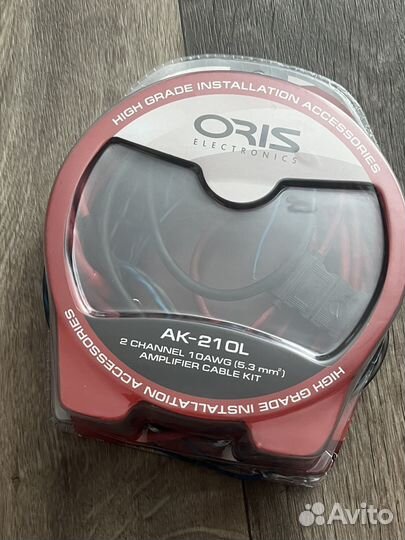 HIGH GRADE INSTALLATION ACCESSORIES
ORIS
ELECTRONICS
AK-210L
2 CHANNEL 10AWG (5.3 mm²)
AMPLIFIER CABLE KIT
HIGH GRADE INSTALLATION ACCESSORIES
Avito